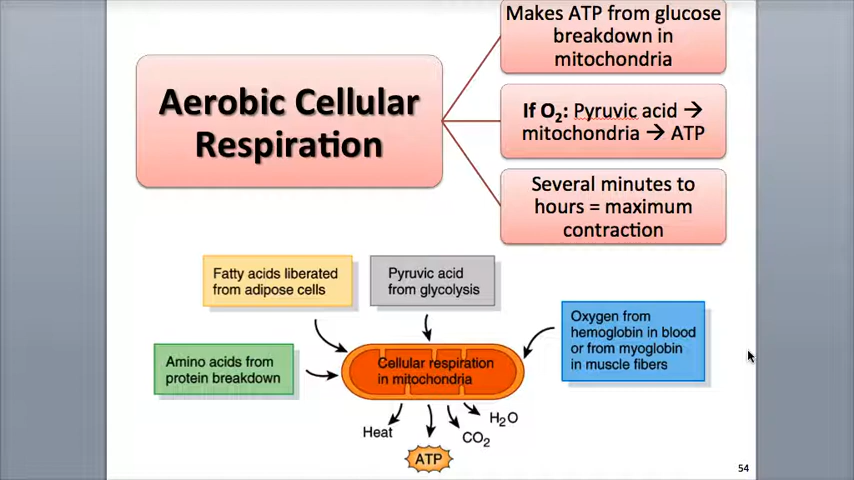 Aerobic Cellular
Respiration
Makes ATP from glucose
breakdown in
mitochondria
If O₂: Pyruvic acid →
mitochondria → ATP
Several minutes to
hours = maximum
contraction
Fatty acids liberated
from adipose cells
Pyruvic acid
from glycolysis
Oxygen from
hemoglobin in blood
or from myoglobin
in muscle fibers
Amino acids from
protein breakdown
Cellular respiration
in mitochondria
Heat
ATP
CO₂
H₂O
54